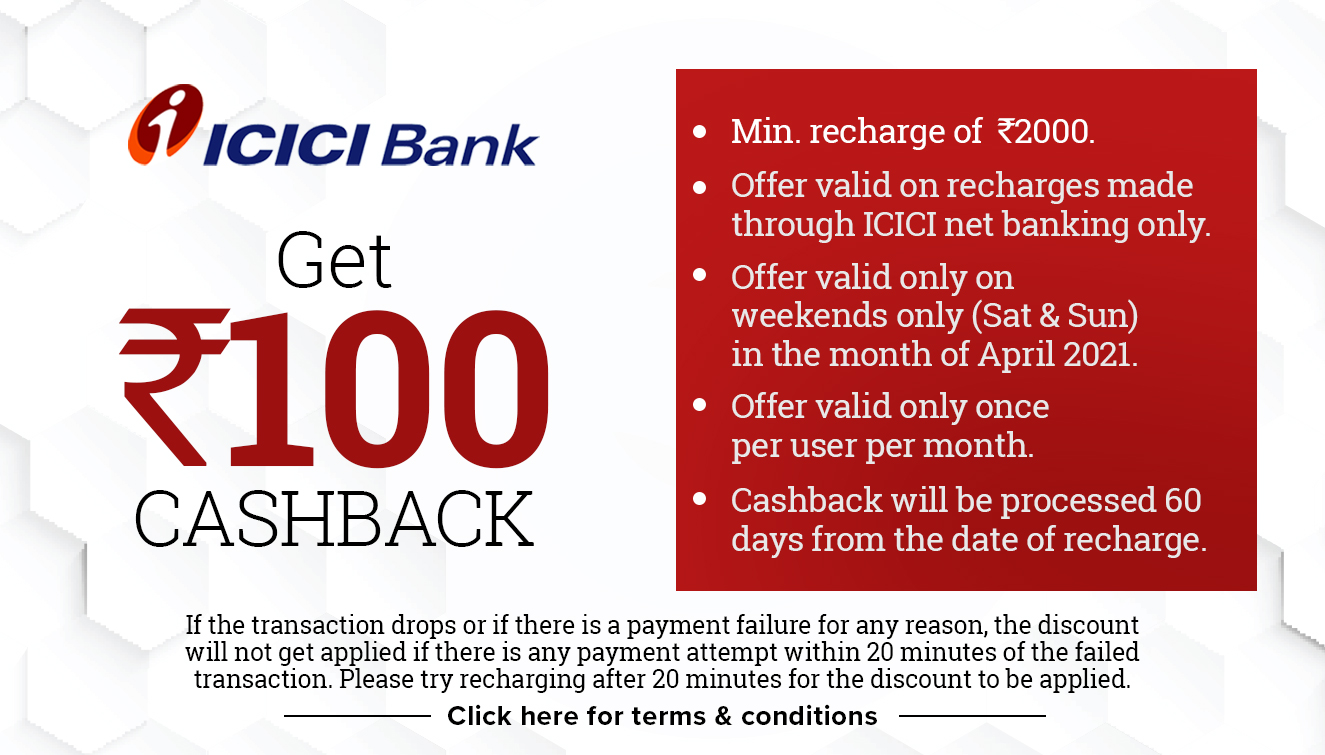 ICICI Bank
Get
₹100
CASHBACK
• Min. recharge of ₹2000.
• Offer valid on recharges made
through ICICI net banking only.
• Offer valid only on
weekends only (Sat & Sun)
in the month of April 2021.
• Offer valid only once
per user per month.
• Cashback will be processed 60
days from the date of recharge.
If the transaction drops or if there is a payment failure for any reason, the discount
will not get applied if there is any payment attempt within 20 minutes of the failed
transaction. Please try recharging after 20 minutes for the discount to be applied.
Click here for terms & conditions